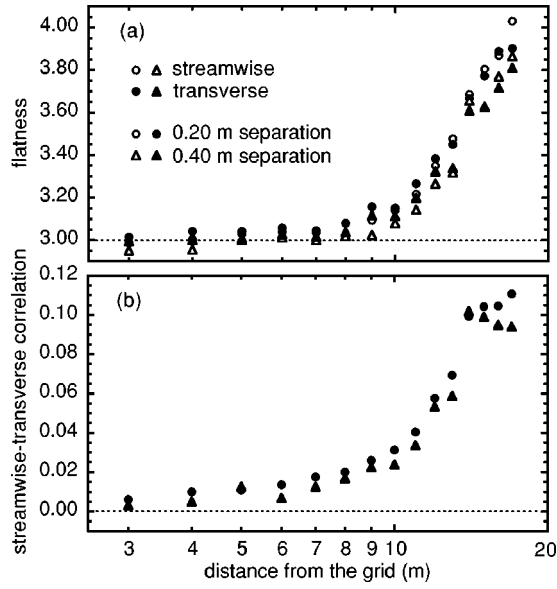 4.00
3.80
3.60
3.40
3.20
3.00
flatness
(a)
streamwise
transverse
0.20 m separation
0.40 m separation
0.12
0.10
0.08
0.06
0.04
0.02
0.00
streamwise-transverse correlation
(b)
3 4 5 6 7 8 9 10 20
distance from the grid (m)